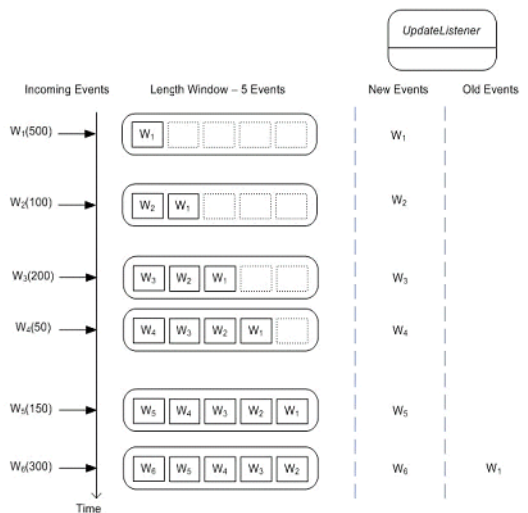 UpdateListener
Incoming Events Length Window – 5 Events New Events Old Events
W₁(500) W₁ W₁
W₂(100) W₂ W₁ W₂
W₃(200) W₃ W₂ W₁ W₃
W₄(50) W₄ W₃ W₂ W₁ W₄
W₅(150) W₅ W₄ W₃ W₂ W₁ W₅
W₆(300) W₆ W₅ W₄ W₃ W₂ W₆ W₁
Time